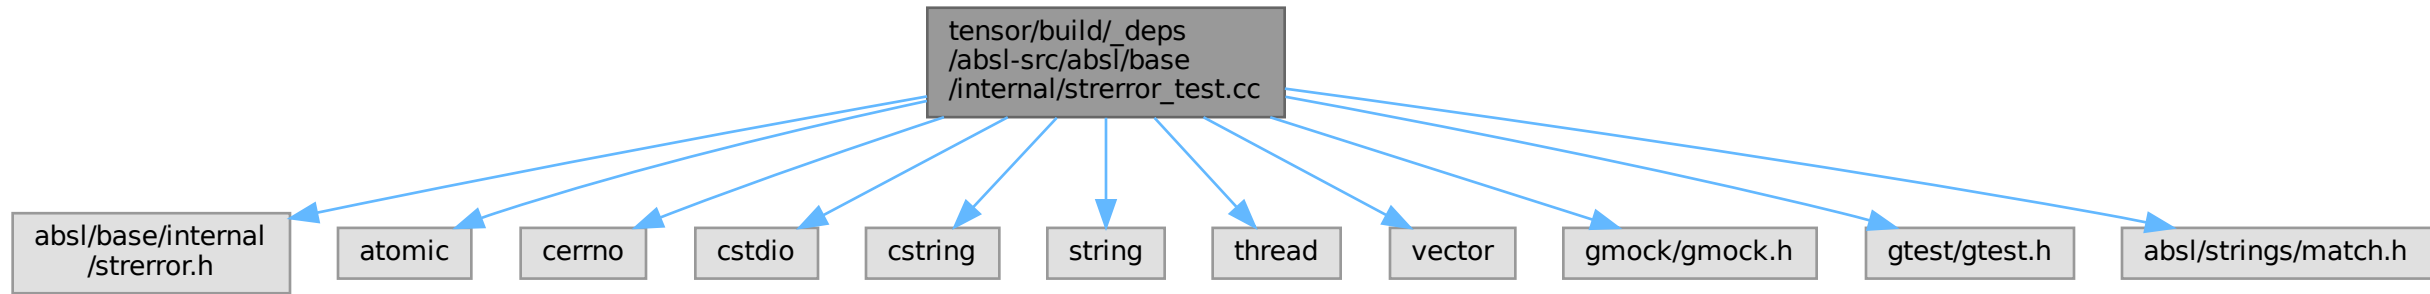 tensor/build/_deps
/absl-src/absl/base
/internal/strerror_test.cc
absl/base/internal
/strerror.h
atomic
cerrno
cstdio
cstring
string
thread
vector
gmock/gmock.h
gtest/gtest.h
absl/strings/match.h